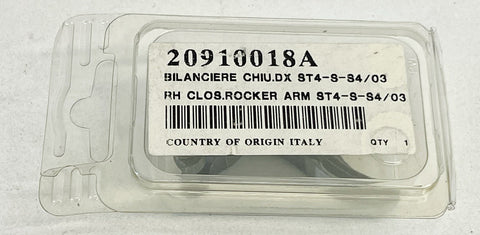 20910018A
BILANCIERE CHIU.DX ST4-S-S4/03
RH CLOS.ROCKER ARM ST4-S-S4/03
COUNTRY OF ORIGIN ITALY QTY 1